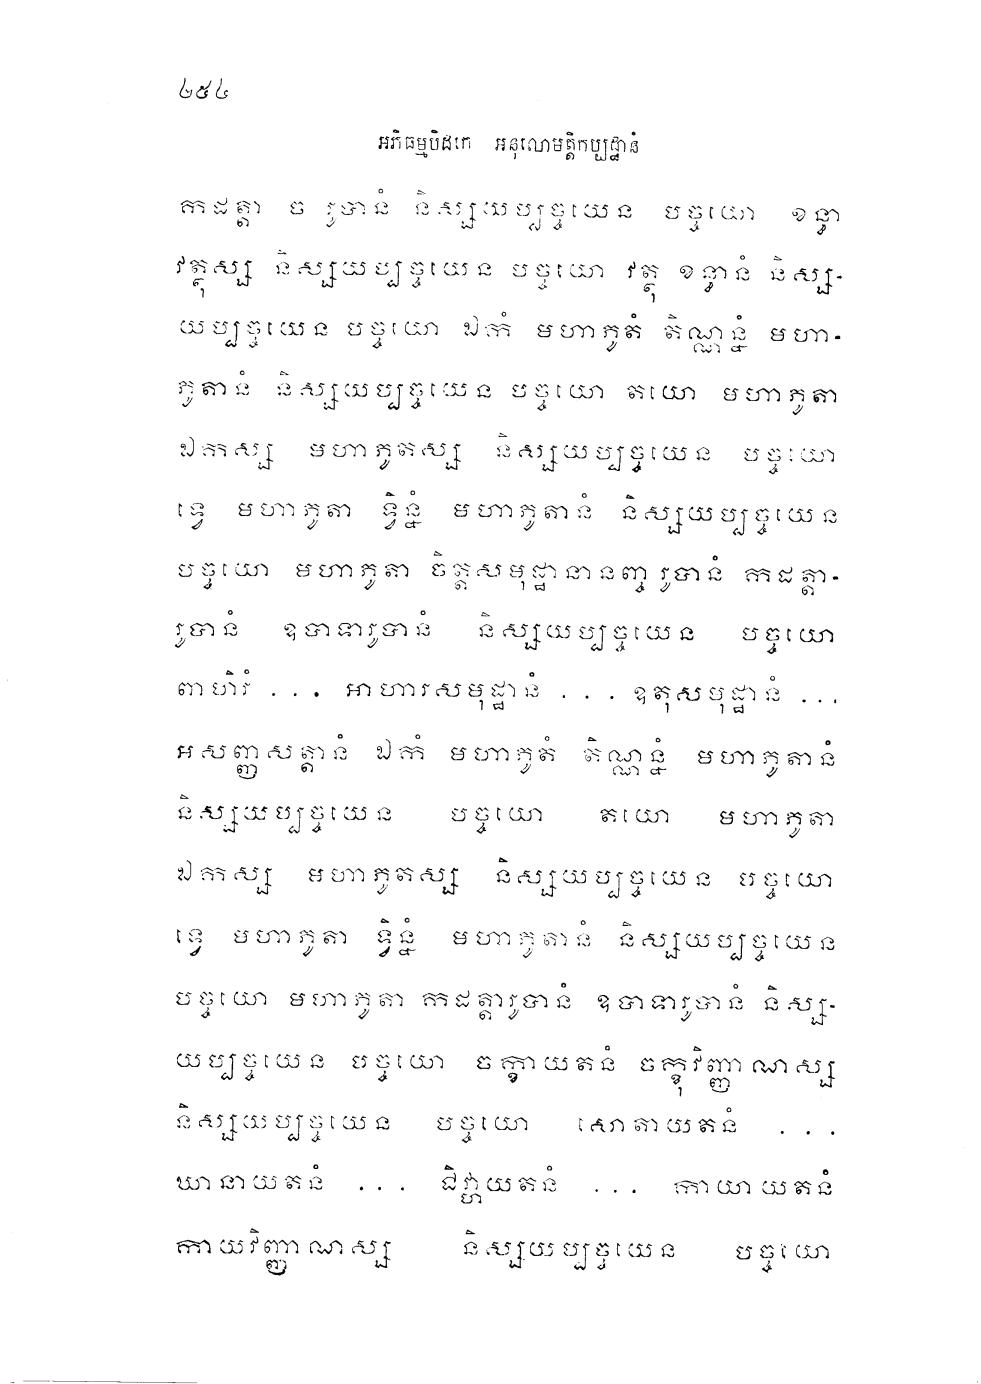 ២៥៤
អភិធម្មបិដកេ អនុលោមត្តិកប្បដ្ឋានំ
កដត្តា ច រូបានំ និស្សយប្បច្ចយេន បច្ចយោ ខន្ធា
វត្ថុស្ស និស្សយប្បច្ចយេន បច្ចយោ វត្ថុ ខន្ធានំ និស្ស-
យប្បច្ចយេន បច្ចយោ ឯកំ មហាភូតំ តិណ្ណន្នំ មហា-
ភូតានំ និស្សយប្បច្ចយេន បច្ចយោ តយោ មហាភូតា
ឯកស្ស មហាភូតស្ស និស្សយប្បច្ចយេន បច្ចយោ
ទ្វេ មហាភូតា ទ្វិន្នំ មហាភូតានំ និស្សយប្បច្ចយេន
បច្ចយោ មហាភូតា ចិត្តសមុដ្ឋានានញ្ច រូបានំ កដត្តា-
រូបានំ ឧបាទារូបានំ និស្សយប្បច្ចយេន បច្ចយោ
ពាហិរំ ... អាហារសមុដ្ឋានំ ... ឧតុសមុដ្ឋានំ ...
អសញ្ញសត្តានំ ឯកំ មហាភូតំ តិណ្ណន្នំ មហាភូតានំ
និស្សយប្បច្ចយេន បច្ចយោ តយោ មហាភូតា
ឯកស្ស មហាភូតស្ស និស្សយប្បច្ចយេន បច្ចយោ
ទ្វេ មហាភូតា ទ្វិន្នំ មហាភូតានំ និស្សយប្បច្ចយេន
បច្ចយោ មហាភូតា កដត្តារូបានំ ឧបាទារូបានំ និស្ស-
យប្បច្ចយេន បច្ចយោ ចក្ខាយតនំ ចក្ខុវិញ្ញាណស្ស
និស្សយប្បច្ចយេន បច្ចយោ សោតាយតនំ ...
ឃានាយតនំ ... ជិវ្ហាយតនំ ... កាយាយតនំ
កាយវិញ្ញាណស្ស និស្សយប្បច្ចយេន បច្ចយោ